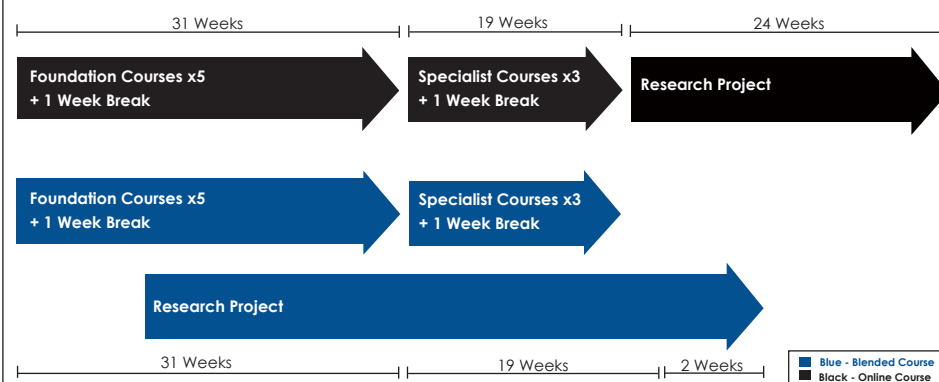 31 Weeks
19 Weeks
24 Weeks
Foundation Courses x5
+ 1 Week Break
Specialist Courses x3
+ 1 Week Break
Research Project
Foundation Courses x5
+ 1 Week Break
Specialist Courses x3
+ 1 Week Break
Research Project
31 Weeks
19 Weeks
2 Weeks
Blue - Blended Course
Black - Online Course